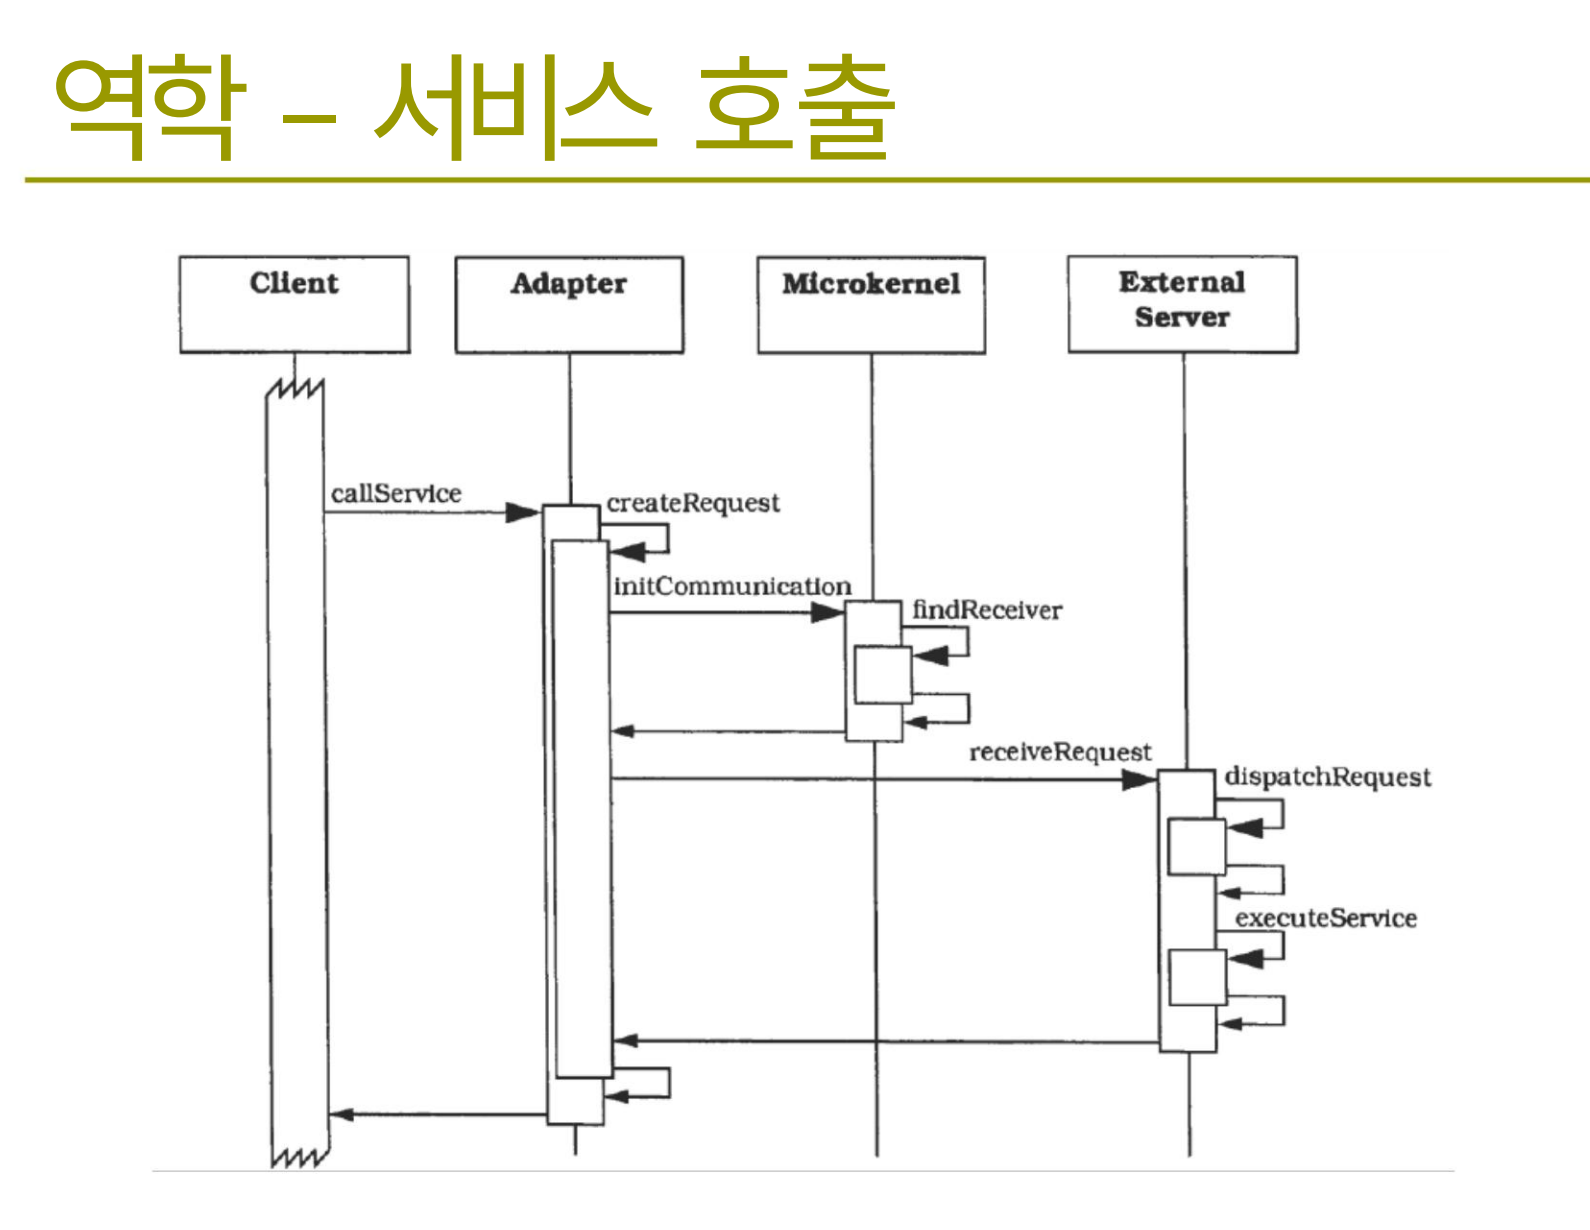 역학 – 서비스 호출
Client
Adapter
Microkernel
External
Server
callService
createRequest
initCommunication
findReceiver
receiveRequest
dispatchRequest
executeService